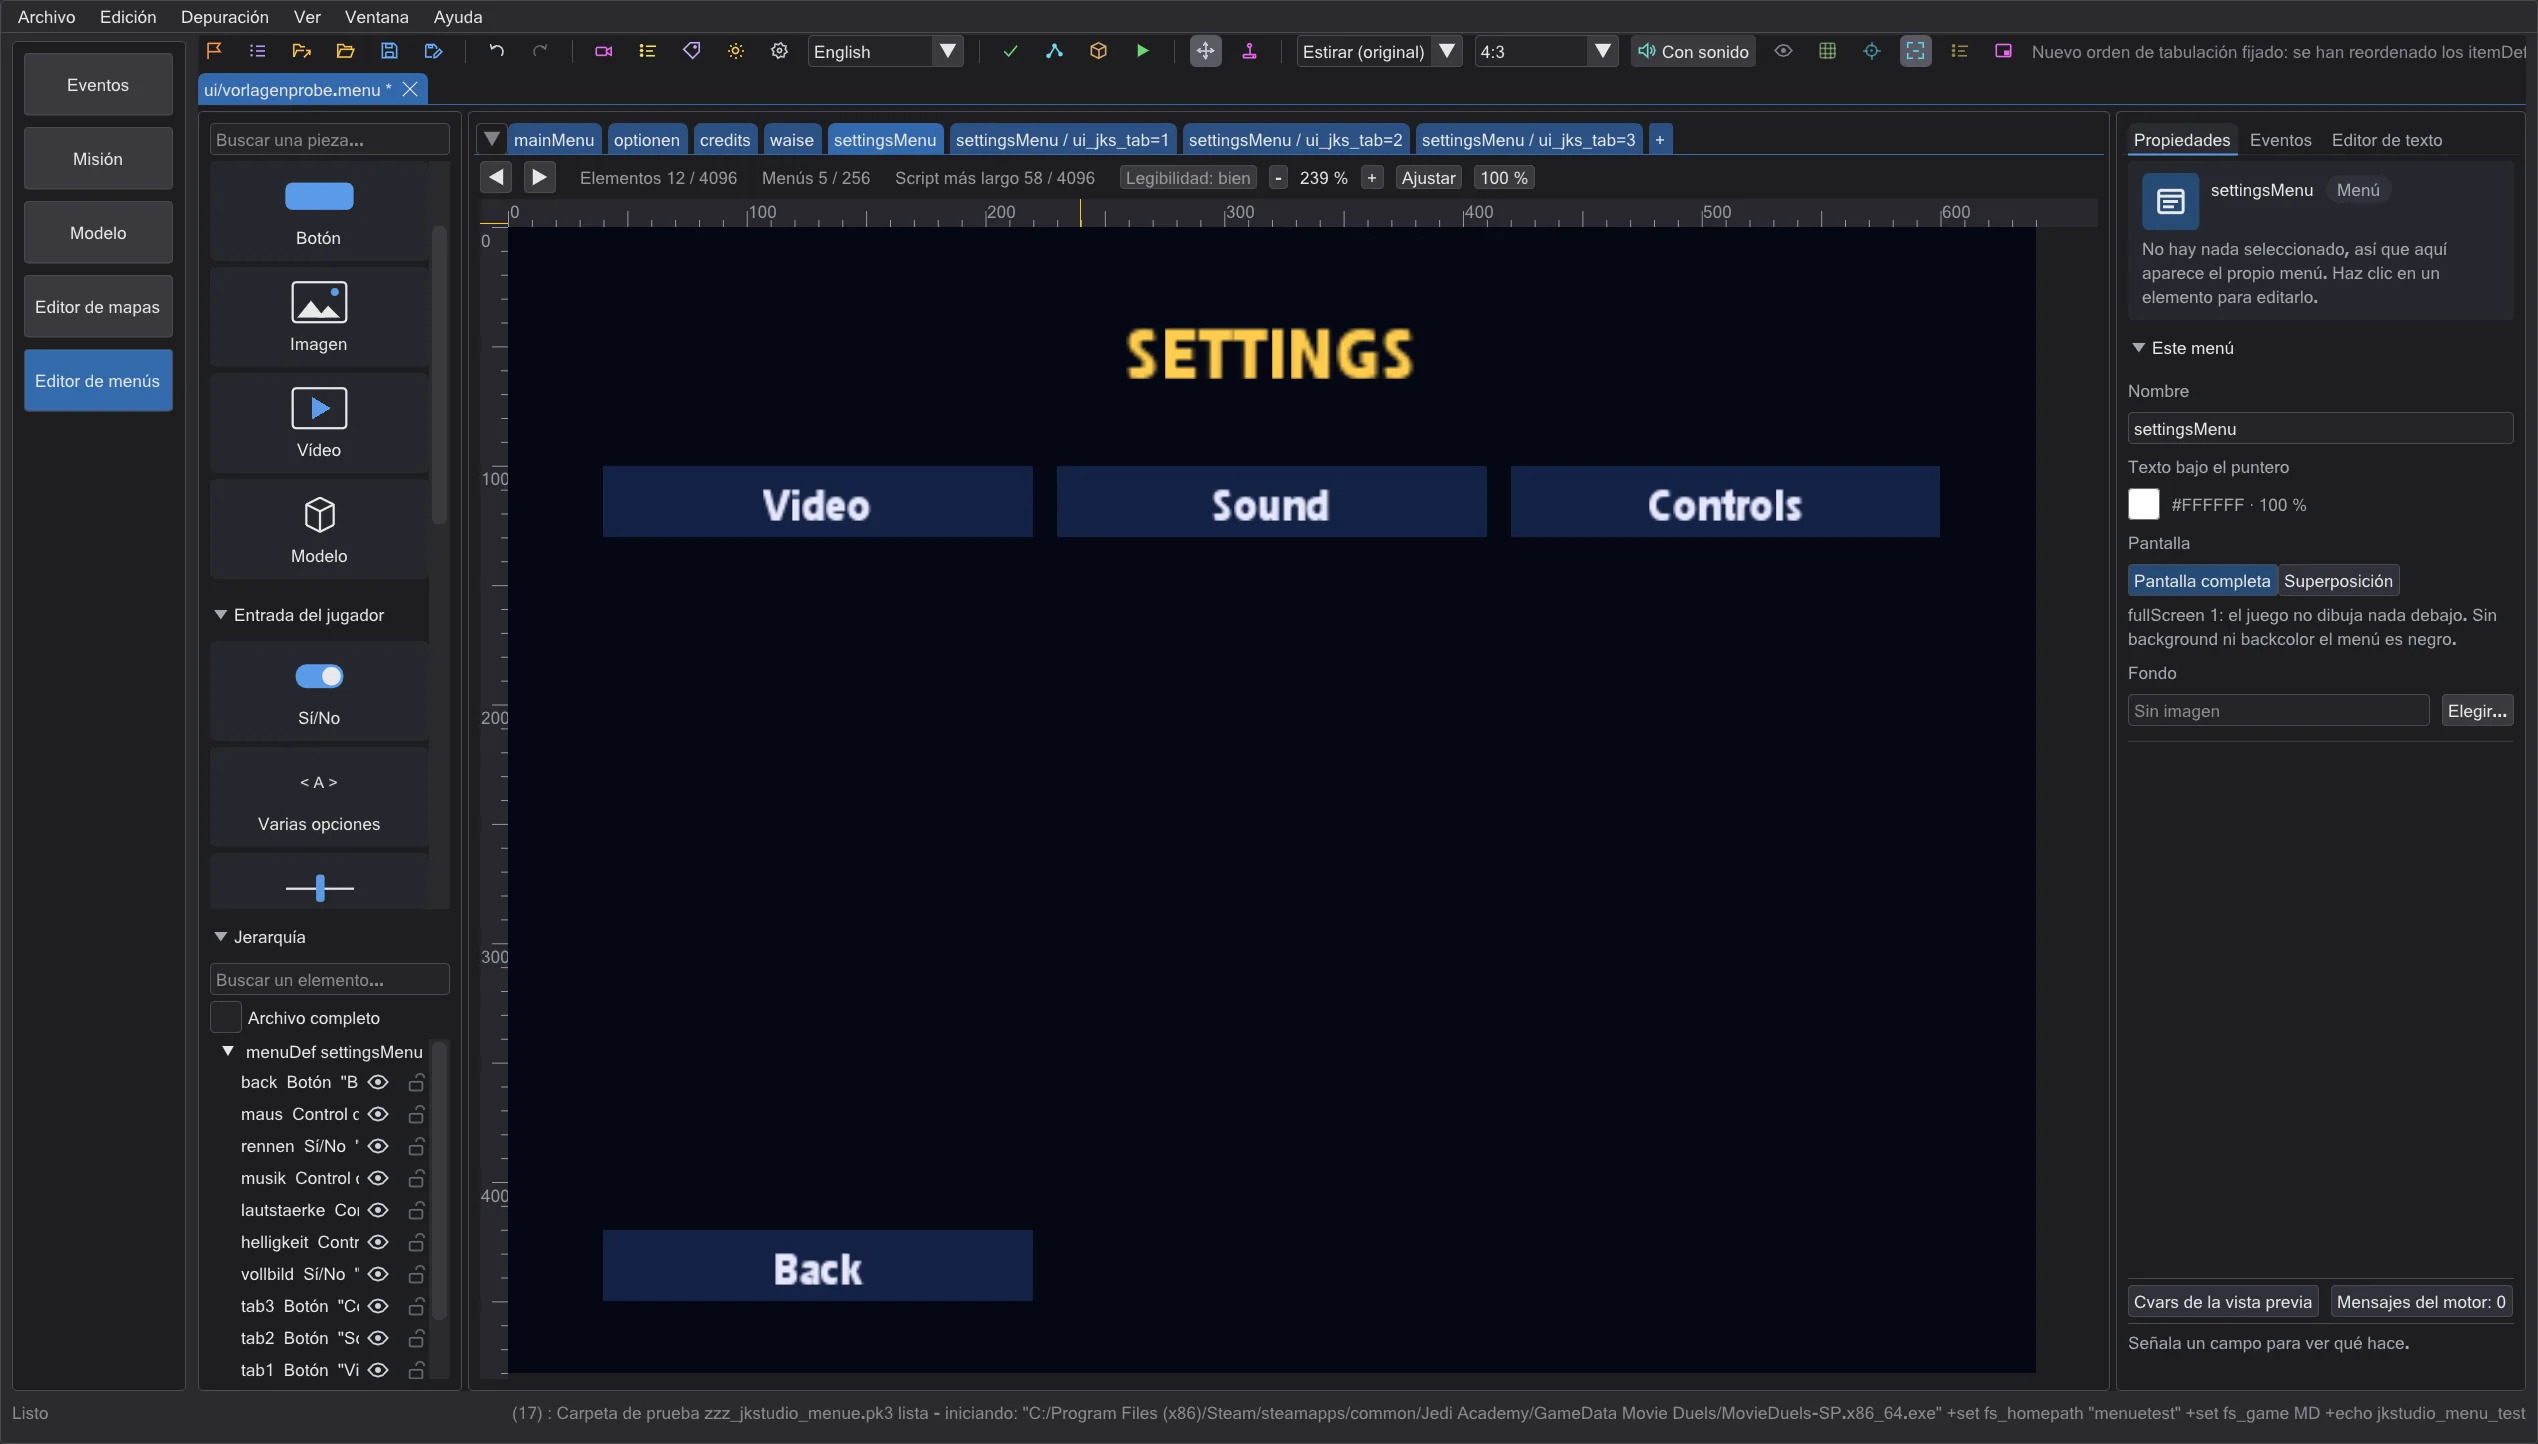 Archivo Edición Depuración Ver Ventana Ayuda
English
Estirar (original)
4:3
Con sonido
Nuevo orden de tabulación fijado: se han reordenado los itemDef
Eventos
Misión
Modelo
Editor de mapas
Editor de menús
ui/vorlagenprobe.menu *
Buscar una pieza...
Botón
Imagen
Vídeo
Modelo
Entrada del jugador
Sí/No
< A >
Varias opciones
Jerarquía
Buscar un elemento...
Archivo completo
menuDef settingsMenu
back Botón "B
maus Control
rennen Sí/No "
musik Control
lautstaerke
helligkeit Contr
vollbild Sí/No "
tab3 Botón
tab2 Botón
tab1 Botón "Vi
mainMenu optionen credits waise settingsMenu settingsMenu / ui_jks_tab=1 settingsMenu / ui_jks_tab=2 settingsMenu / ui_jks_tab=3 +
Elementos 12 / 4096 Menús 5 / 256 Script más largo 58 / 4096 Legibilidad: bien - 239 % + Ajustar 100 %
0 100 200 300 400 500 600
0
100
200
300
400
SETTINGS
Video Sound Controls
Back
Propiedades Eventos Editor de texto
settingsMenu Menú
No hay nada seleccionado, así que aquí
aparece el propio menú. Haz clic en un
elemento para editarlo.
Este menú
Nombre
settingsMenu
Texto bajo el puntero
#FFFFFF · 100 %
Pantalla
Pantalla completa Superposición
fullScreen 1: el juego no dibuja nada debajo. Sin
background ni backcolor el menú es negro.
Fondo
Sin imagen Elegir...
Cvars de la vista previa Mensajes del motor: 0
Señala un campo para ver qué hace.
Listo
(17) : Carpeta de prueba zzz_jkstudio_menue.pk3 lista - iniciando: "C:/Program Files (x86)/Steam/steamapps/common/Jedi Academy/GameData Movie Duels/MovieDuels-SP.x86_64.exe" +set fs_homepath "menuetest" +set fs_game MD +echo jkstudio_menu_test